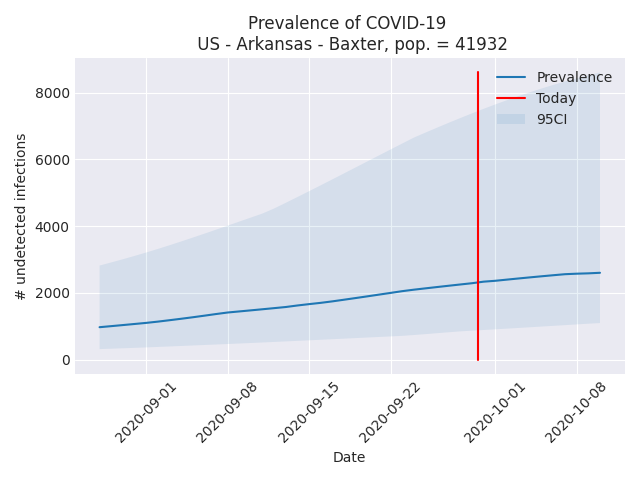 Prevalence of COVID-19
US - Arkansas - Baxter, pop. = 41932
Prevalence
Today
95CI
# undetected infections
8000
6000
4000
2000
0
2020-09-01
2020-09-08
2020-09-15
2020-09-22
2020-10-01
2020-10-08
Date